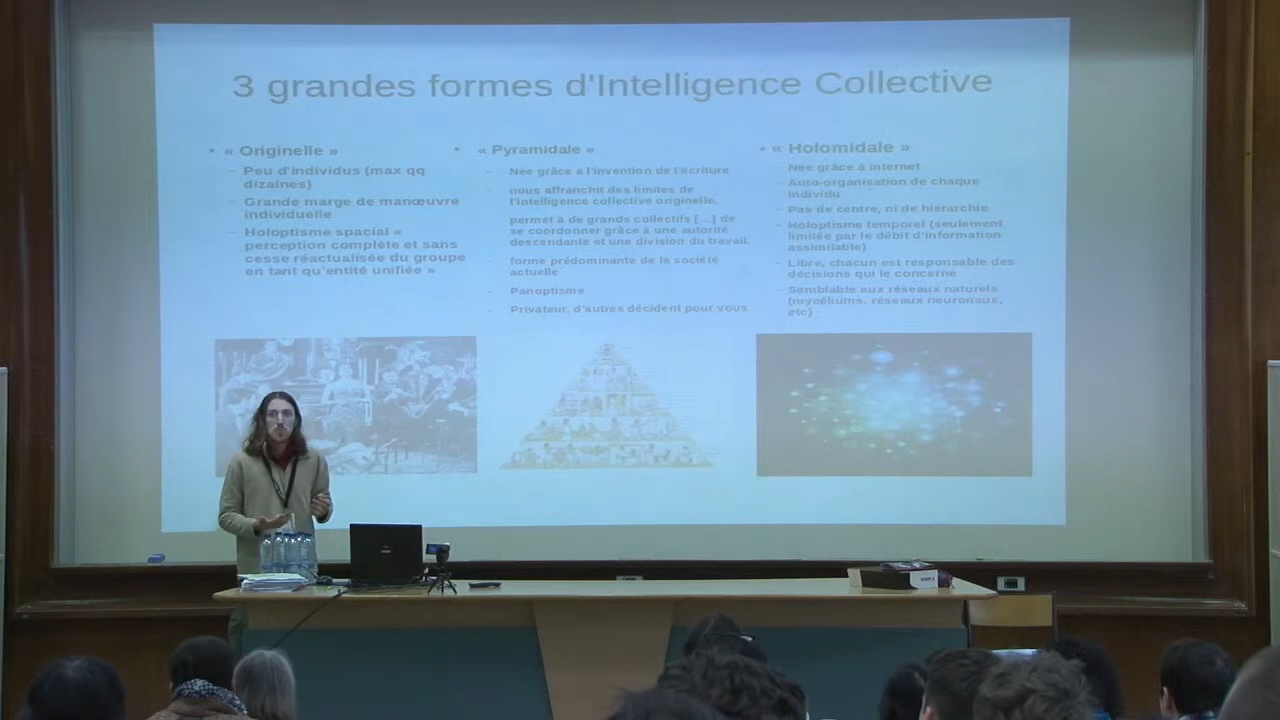 3 grandes formes d'Intelligence Collective
• « Originelle »
– Peu d'individus (max qq
dizaines)
– Grande marge de manœuvre
individuelle
– Holoptisme spacial «
perception complète et sans
cesse réactualisée du groupe
en tant qu'entité unifiée »
• « Pyramidale »
– Née grâce a l'invention de l'écriture
– nous affranchit des limites de
l'intelligence collective originelle.
– permet à de grands collectifs [...] de
se coordonner grâce à une autorité
descendante et une division du travail.
– forme prédominante de la société
actuelle
– Panoptisme
– Privateur, d'autres décident pour vous
• « Holomidale »
– Née grâce à internet
– Auto-organisation de chaque
individu
– Pas de centre, ni de hiérarchie
– Holoptisme temporel (seulement
limitée par le débit d'information
assimilable)
– Libre, chacun est responsable des
décisions qui le concerne
– Semblable aux réseaux naturels
(mycéliums, réseaux neuronaux,
etc)